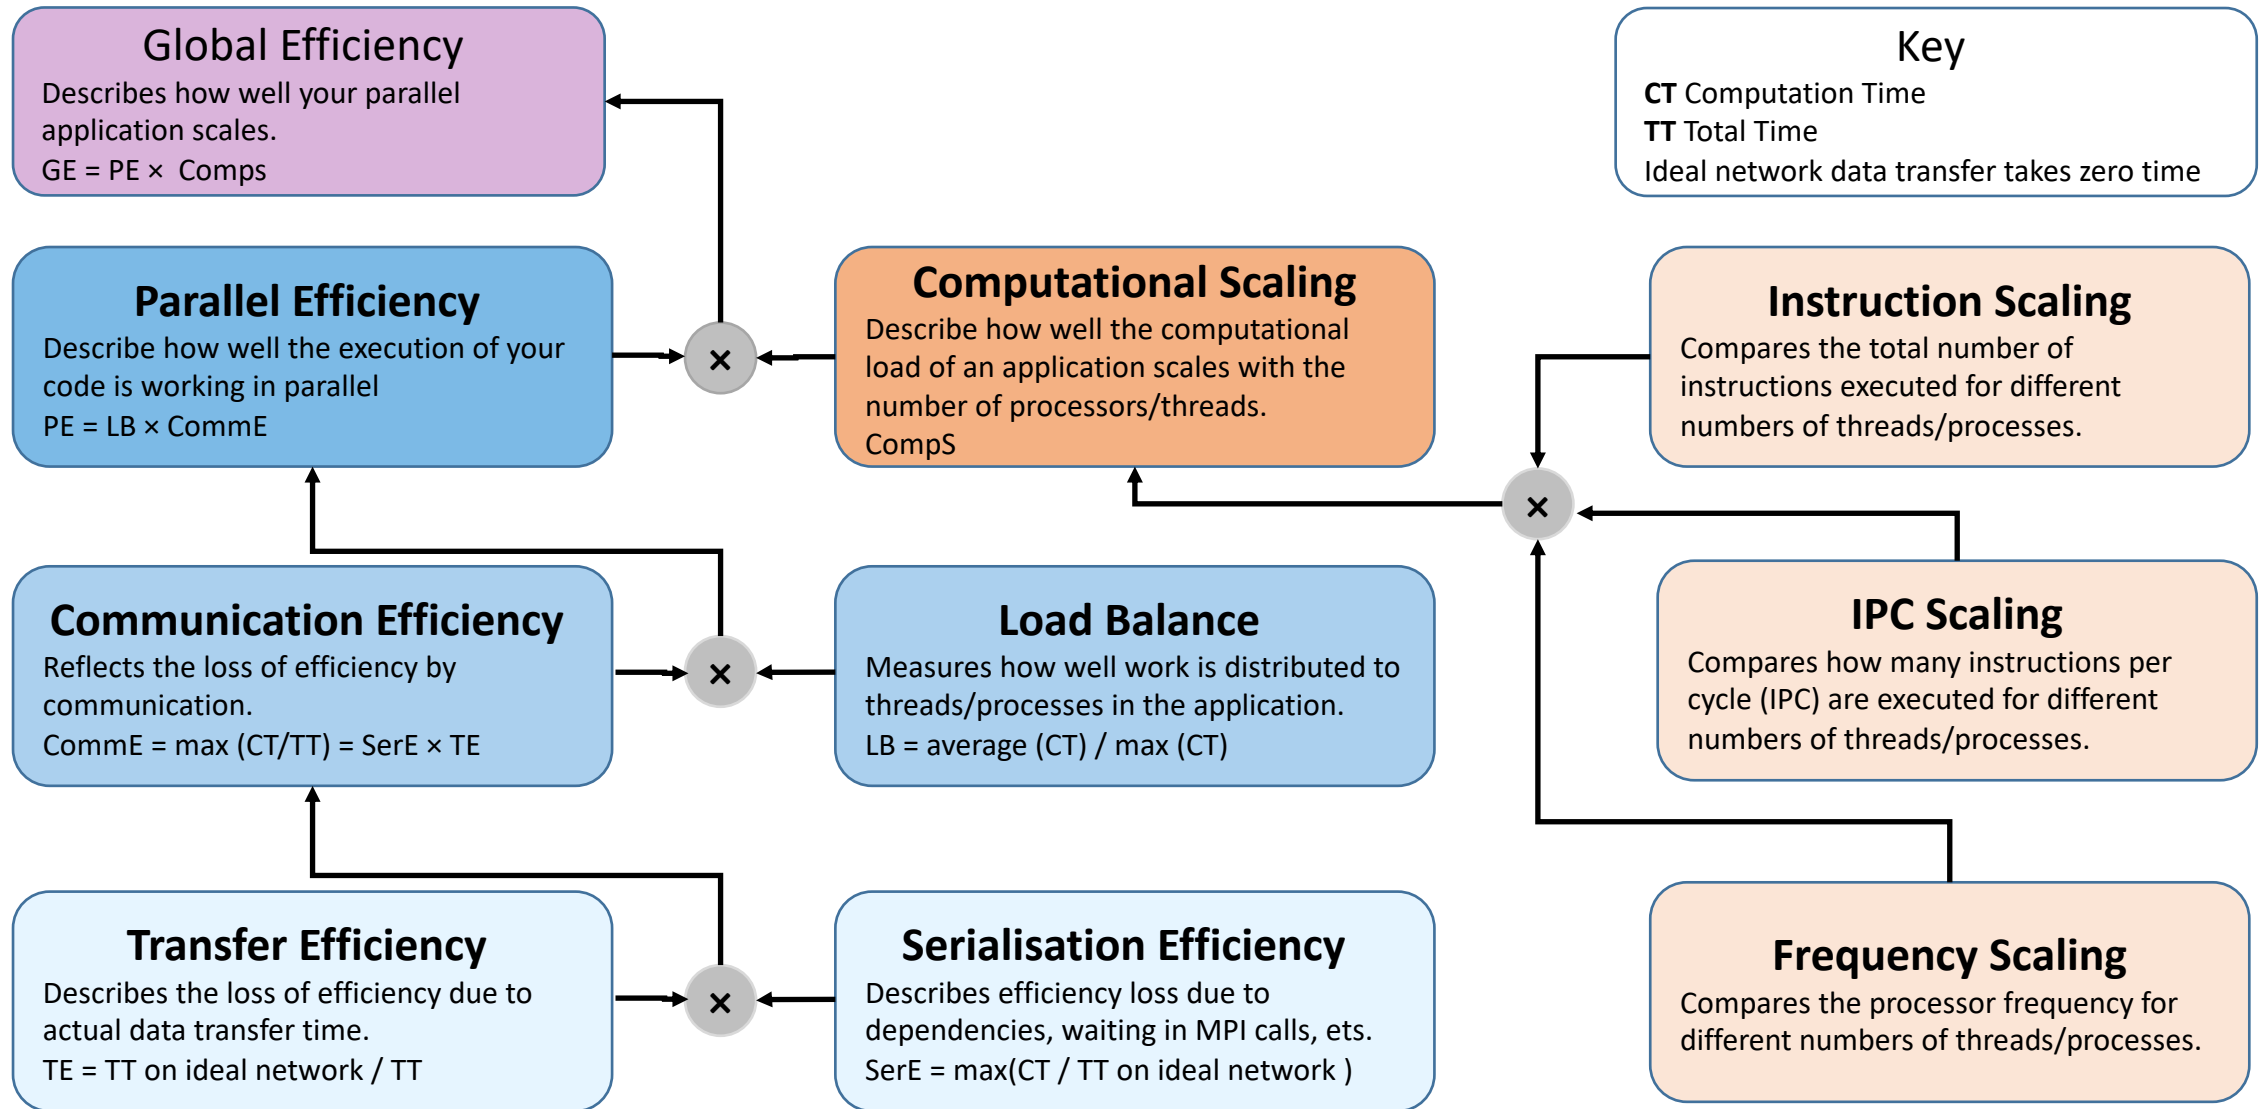 Global Efficiency
Describes how well your parallel
application scales.
GE = PE × Comps
Key
CT Computation Time
TT Total Time
Ideal network data transfer takes zero time
Parallel Efficiency
Describe how well the execution of your
code is working in parallel
PE = LB × CommE
×
Computational Scaling
Describe how well the computational
load of an application scales with the
number of processors/threads.
CompS
Instruction Scaling
Compares the total number of
instructions executed for different
numbers of threads/processes.
×
Communication Efficiency
Reflects the loss of efficiency by
communication.
CommE = max (CT/TT) = SerE × TE
×
Load Balance
Measures how well work is distributed to
threads/processes in the application.
LB = average (CT) / max (CT)
IPC Scaling
Compares how many instructions per
cycle (IPC) are executed for different
numbers of threads/processes.
Transfer Efficiency
Describes the loss of efficiency due to
actual data transfer time.
TE = TT on ideal network / TT
×
Serialisation Efficiency
Describes efficiency loss due to
dependencies, waiting in MPI calls, ets.
SerE = max(CT / TT on ideal network )
Frequency Scaling
Compares the processor frequency for
different numbers of threads/processes.